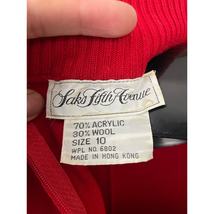 Saks Fifth Avenue
70% ACRYLIC
30% WOOL
SIZE 10
WPL NO. 6802
MADE IN HONG KONG